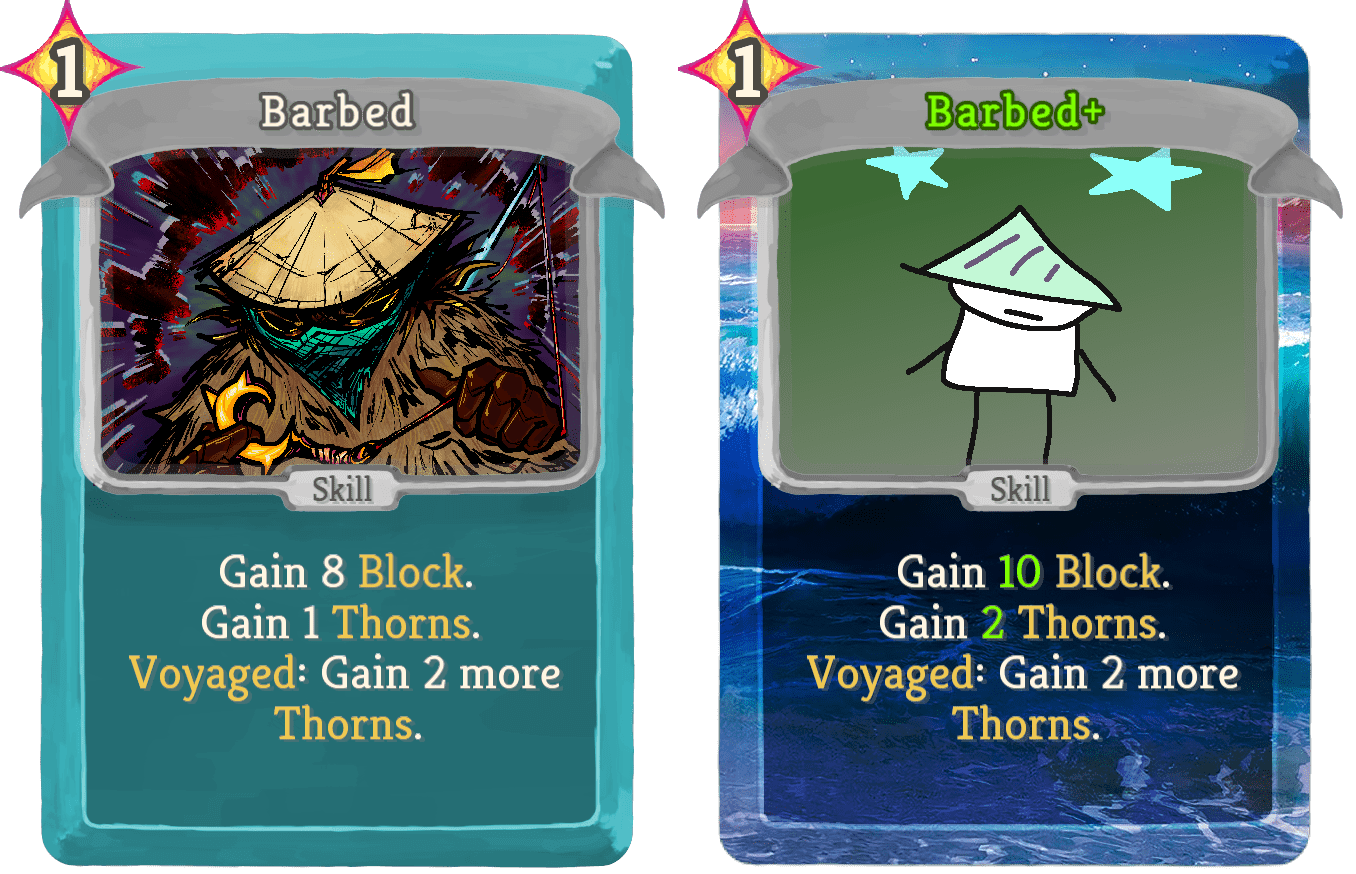 1
Barbed
Skill
Gain 8 Block.
Gain 1 Thorns.
Voyaged: Gain 2 more
Thorns.
1
Barbed+
Skill
Gain 10 Block.
Gain 2 Thorns.
Voyaged: Gain 2 more
Thorns.